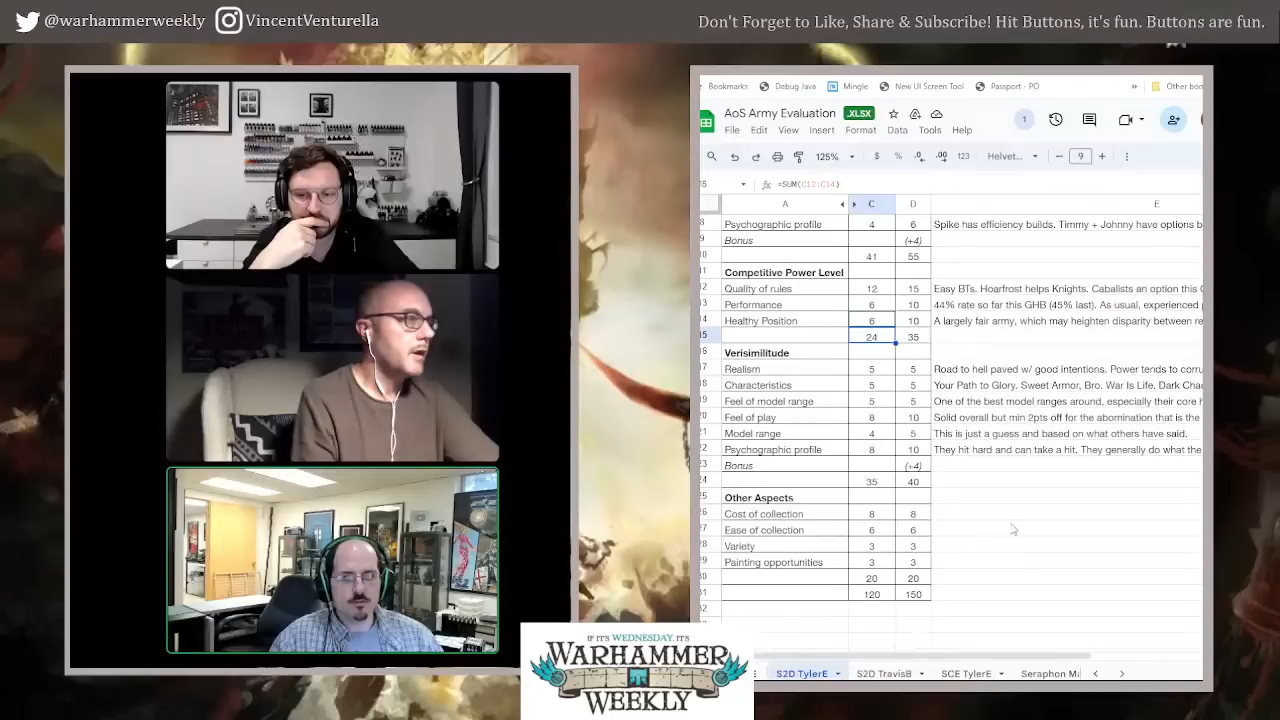 @warhammerweekly VincentVenturella
Don't Forget to Like, Share & Subscribe! Hit Buttons, it's fun. Buttons are fun.
Bookmarks Debug Java Mingle New UI Screen Tool Passport - PO » Other boo
AoS Army Evaluation .XLSX
File Edit View Insert Format Data Tools Help
125% $ % .0 .00 123 Helvet... − 9 +
=SUM(C12:C14)
A C D E
Psychographic profile 4 6 Spike has efficiency builds. Timmy + Johnny have options b
Bonus (+4)
41 55
Competitive Power Level
Quality of rules 12 15 Easy BTs. Hoarfrost helps Knights. Cabalists an option this
Performance 6 10 44% rate so far this GHB (45% last). As usual, experienced
Healthy Position 6 10 A largely fair army, which may heighten disparity between re
24 35
Verisimilitude
Realism 5 5 Road to hell paved w/ good intentions. Power tends to corru
Characteristics 5 5 Your Path to Glory. Sweet Armor, Bro. War Is Life. Dark Chao
Feel of model range 5 5 One of the best model ranges around, especially their core h
Feel of play 8 10 Solid overall but min 2pts off for the abomination that is the
Model range 4 5 This is just a guess and based on what others have said.
Psychographic profile 8 10 They hit hard and can take a hit. They generally do what the
Bonus (+4)
35 40
Other Aspects
Cost of collection 8 8
Ease of collection 6 6
Variety 3 3
Painting opportunities 3 3
20 20
120 150
S2D TylerE S2D TravisB SCE TylerE Seraphon Ma
IF IT'S WEDNESDAY, IT'S
WARHAMMER
WEEKLY